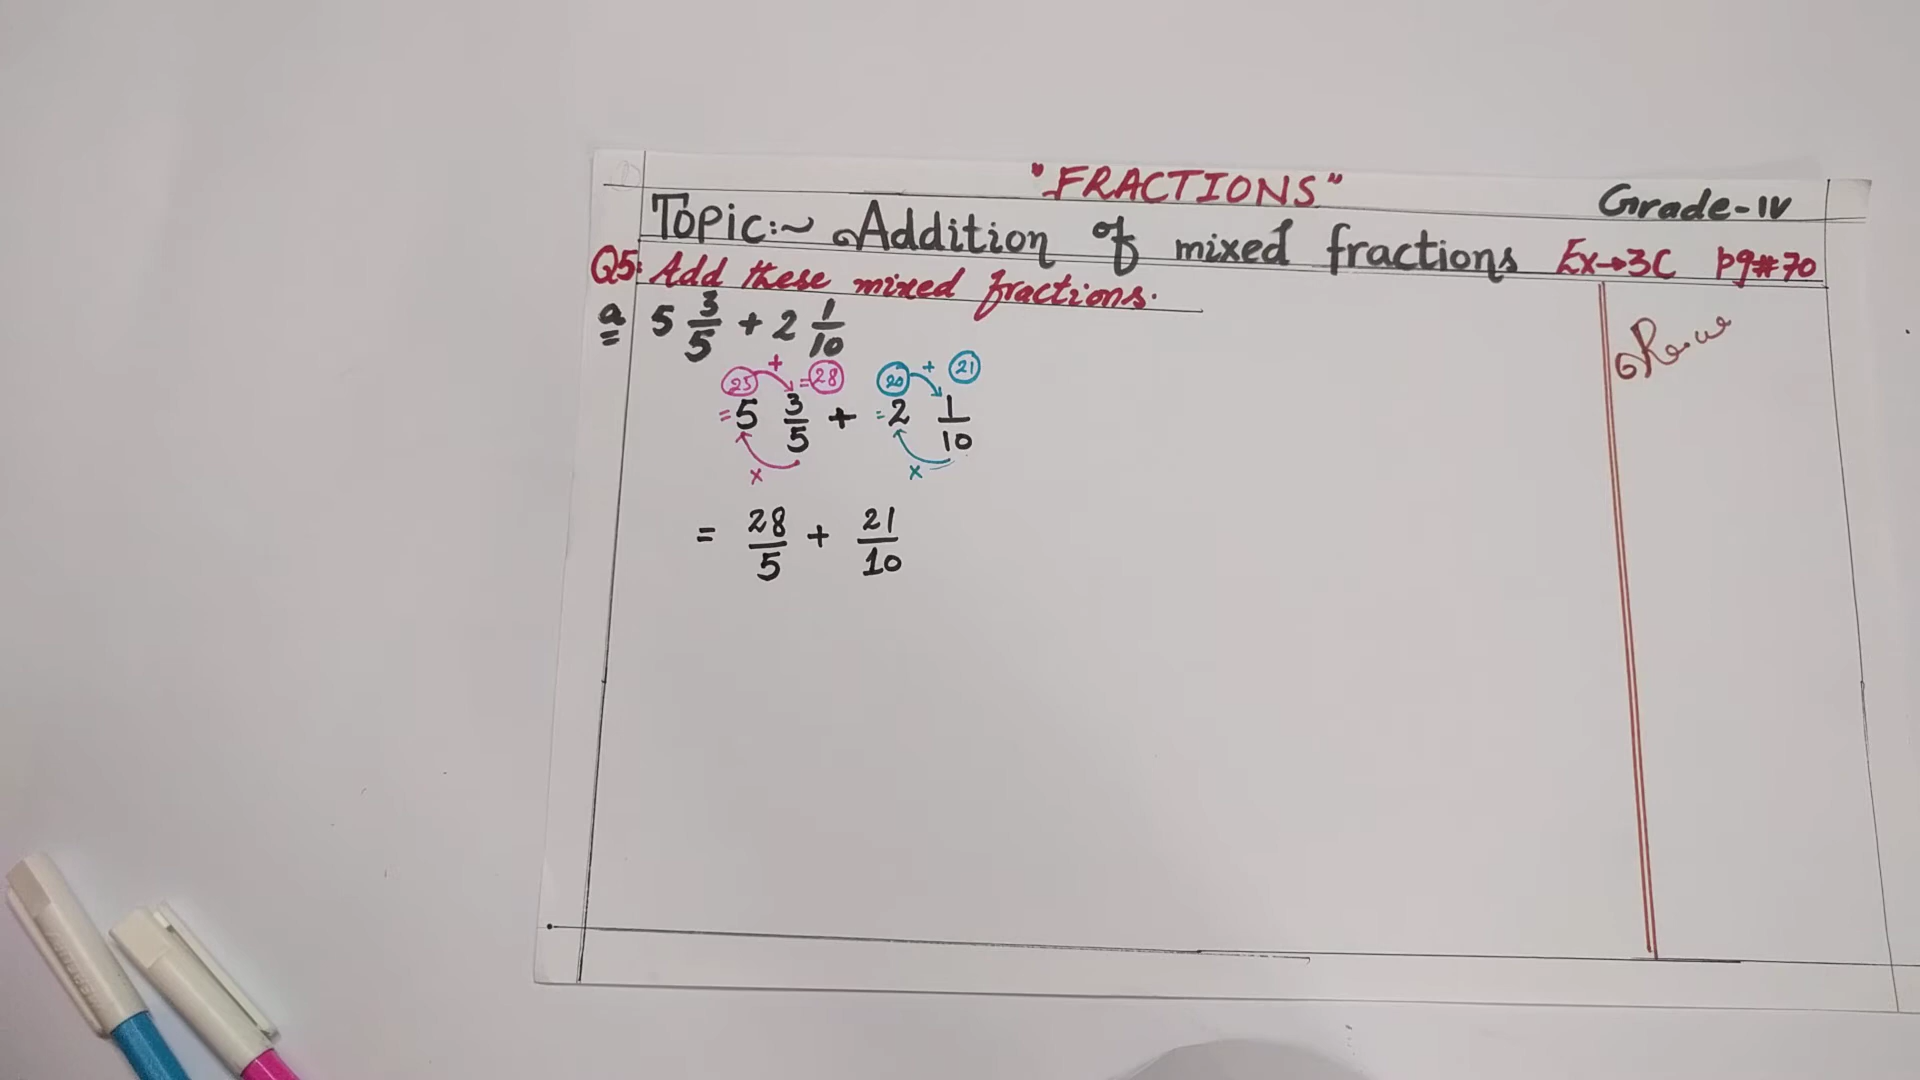 "FRACTIONS"
Grade-IV
Topic:~ Addition of mixed fractions Ex→3C pg#70
Q5: Add these mixed fractions.
a 5 3/5 + 2 1/10
25 + = 28 20 + 21
= 5 3/5 + = 2 1/10
x x
= 28/5 + 21/10